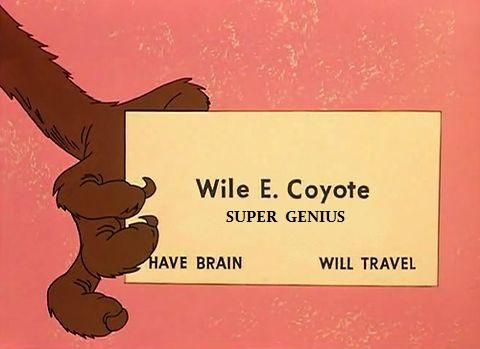 Wile E. Coyote
SUPER GENIUS
HAVE BRAIN WILL TRAVEL